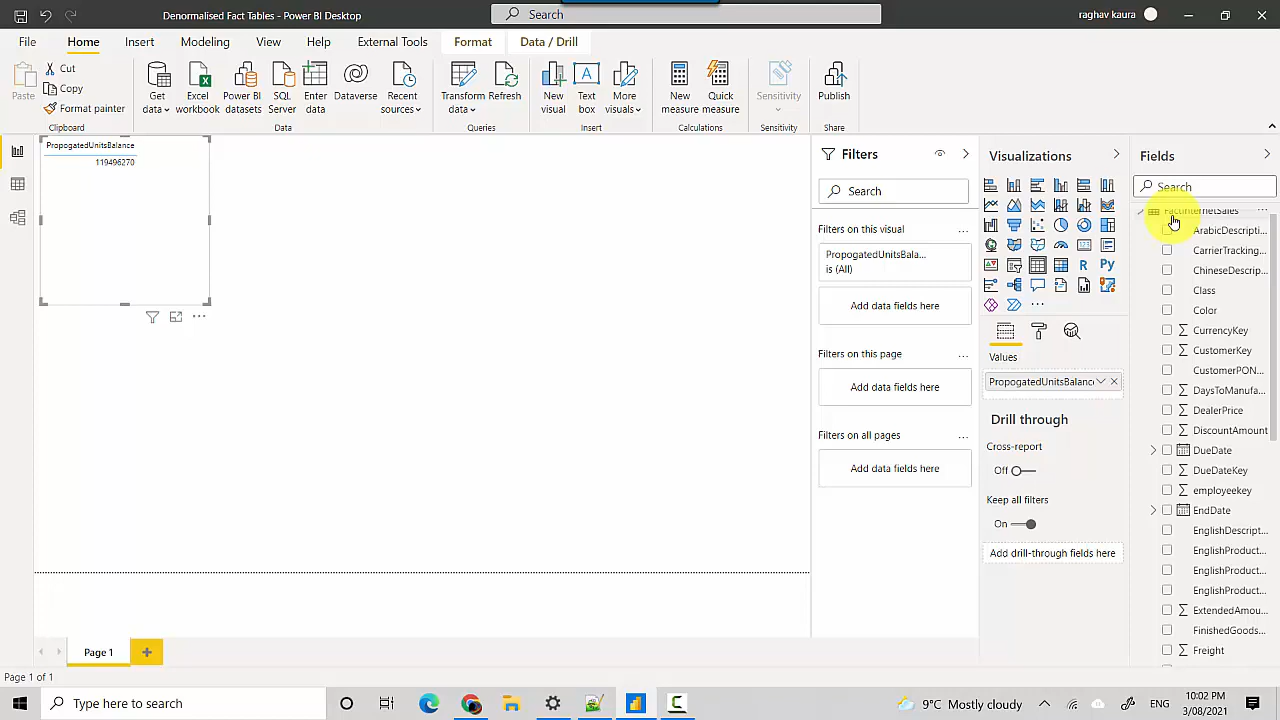 Denormalised Fact Tables - Power BI Desktop
Search
raghav kaura
File
Home
Insert
Modeling
View
Help
External Tools
Format
Data / Drill
Paste
Cut
Copy
Format painter
Clipboard
Get data
Excel workbook
Power BI datasets
SQL Server
Enter data
Dataverse
Recent sources
Data
Transform data
Refresh
Queries
New visual
Text box
More visuals
Insert
New measure
Quick measure
Calculations
Sensitivity
Sensitivity
Publish
Share
PropogatedUnitsBalance
119496270
Filters
Search
Filters on this visual
PropogatedUnitsBala...
is (All)
Add data fields here
Filters on this page
Add data fields here
Filters on all pages
Add data fields here
Visualizations
R
Py
123
Values
PropogatedUnitsBalance
Drill through
Cross-report
Off
Keep all filters
On
Add drill-through fields here
Fields
Search
FactInternetSales
ArabicDescripti...
CarrierTracking...
ChineseDescrip...
Class
Color
CurrencyKey
CustomerKey
CustomerPON...
DaysToManufa...
DealerPrice
DiscountAmount
DueDate
DueDateKey
employeekey
EndDate
EnglishDescript...
EnglishProduct...
EnglishProduct...
EnglishProduct...
ExtendedAmou...
FinishedGoods...
Freight
Page 1
Page 1 of 1
Type here to search
9°C Mostly cloudy
ENG
10:02 PM
3/08/2021